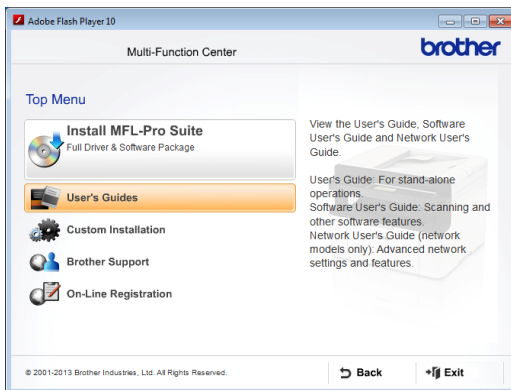 Adobe Flash Player 10
Multi-Function Center
brother
Top Menu
Install MFL-Pro Suite
Full Driver & Software Package
User's Guides
Custom Installation
Brother Support
On-Line Registration
View the User's Guide, Software
User's Guide and Network User's
Guide.
User's Guide: For stand-alone
operations.
Software User's Guide: Scanning and
other software features.
Network User's Guide (network
models only): Advanced network
settings and features.
© 2001-2013 Brother Industries, Ltd. All Rights Reserved.
Back
Exit